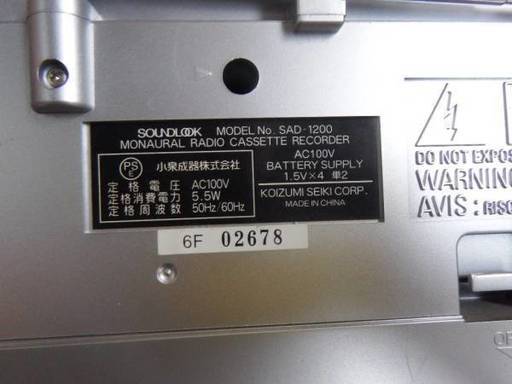 SOUNDLOOK MODEL No. SAD-1200
MONAURAL RADIO CASSETTE RECORDER
PS
E
小泉成器株式会社
定格電圧 AC100V
定格消費電力 5.5W
定格周波数 50Hz/60Hz
AC100V
BATTERY SUPPLY
1.5V×4 単2
KOIZUMI SEIKI CORP.
MADE IN CHINA
6F 02678
DO NOT EXPOS
WARNIN
AVIS: RISQ